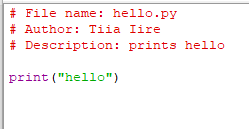 # File name: hello.py
# Author: Tiia Iire
# Description: prints hello
print("hello")